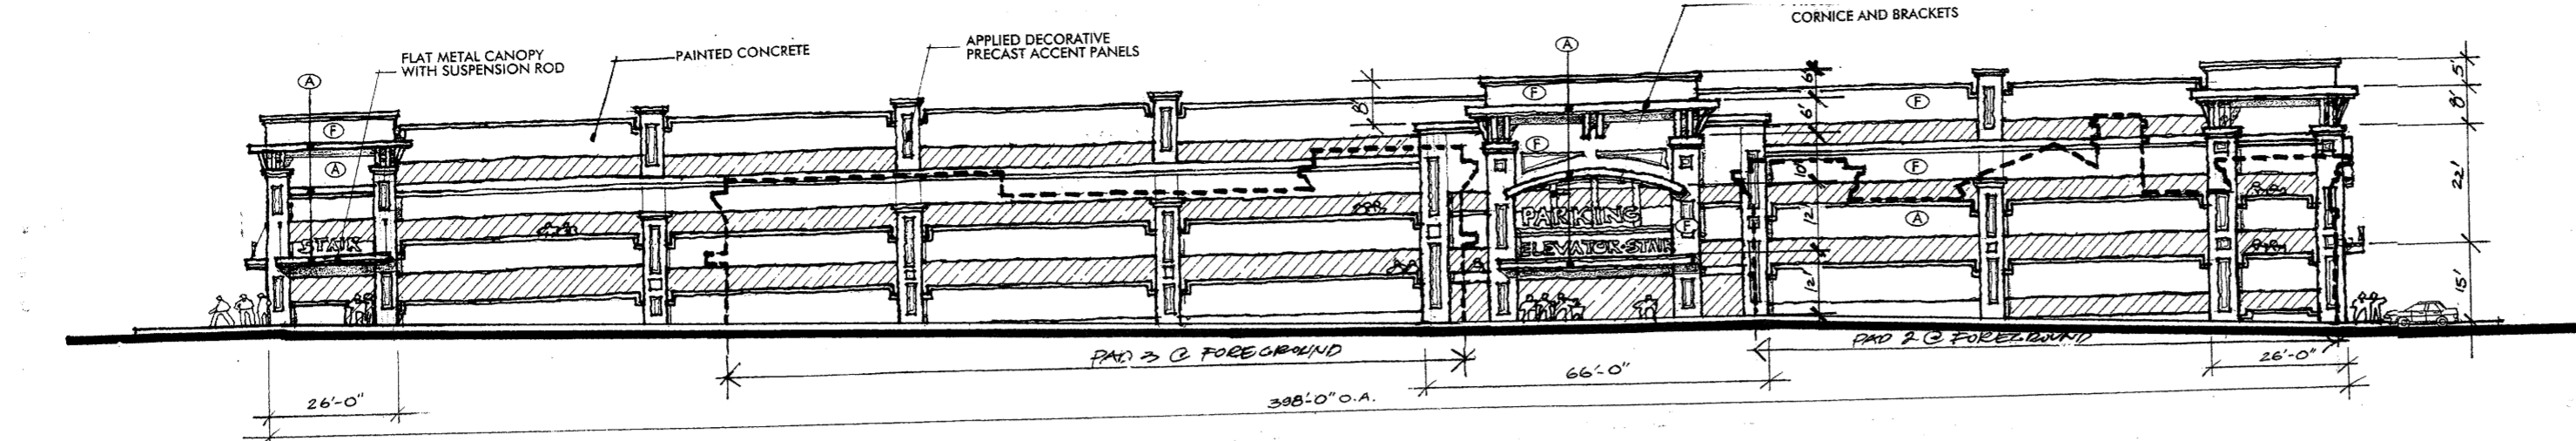 CORNICE AND BRACKETS
FLAT METAL CANOPY
WITH SUSPENSION ROD
PAINTED CONCRETE
APPLIED DECORATIVE
PRECAST ACCENT PANELS
A
A
F
A
F
F
F
A
F
F
A
8'
6'
6'
10'
12'
12'
5'
8'
22'
15'
STAIR
PARKING
ELEVATOR·STAIR
PAD 3 @ FOREGROUND
PAD 2 @ FOREGROUND
26'-0"
66'-0"
26'-0"
398'-0" O.A.